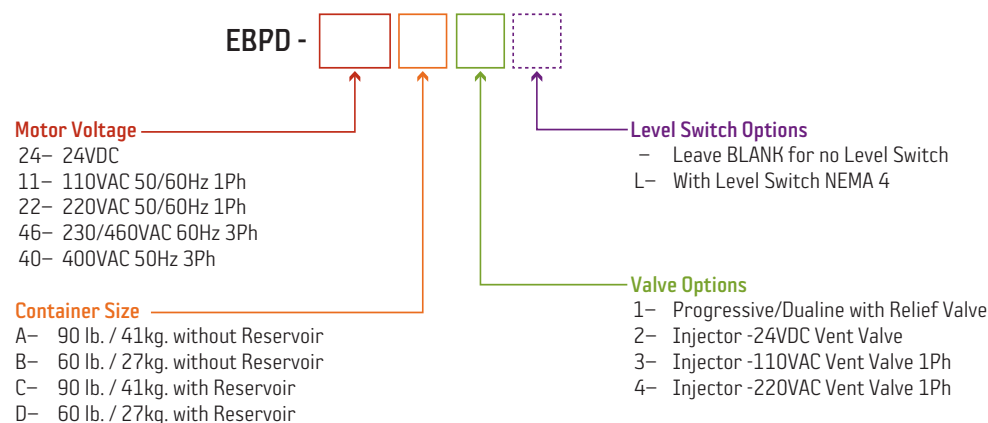 EBPD -
Motor Voltage
24– 24VDC
11– 110VAC 50/60Hz 1Ph
22– 220VAC 50/60Hz 1Ph
46– 230/460VAC 60Hz 3Ph
40– 400VAC 50Hz 3Ph
Container Size
A– 90 lb. / 41kg. without Reservoir
B– 60 lb. / 27kg. without Reservoir
C– 90 lb. / 41kg. with Reservoir
D– 60 lb. / 27kg. with Reservoir
Level Switch Options
– Leave BLANK for no Level Switch
L– With Level Switch NEMA 4
Valve Options
1– Progressive/Dualine with Relief Valve
2– Injector -24VDC Vent Valve
3– Injector -110VAC Vent Valve 1Ph
4– Injector -220VAC Vent Valve 1Ph